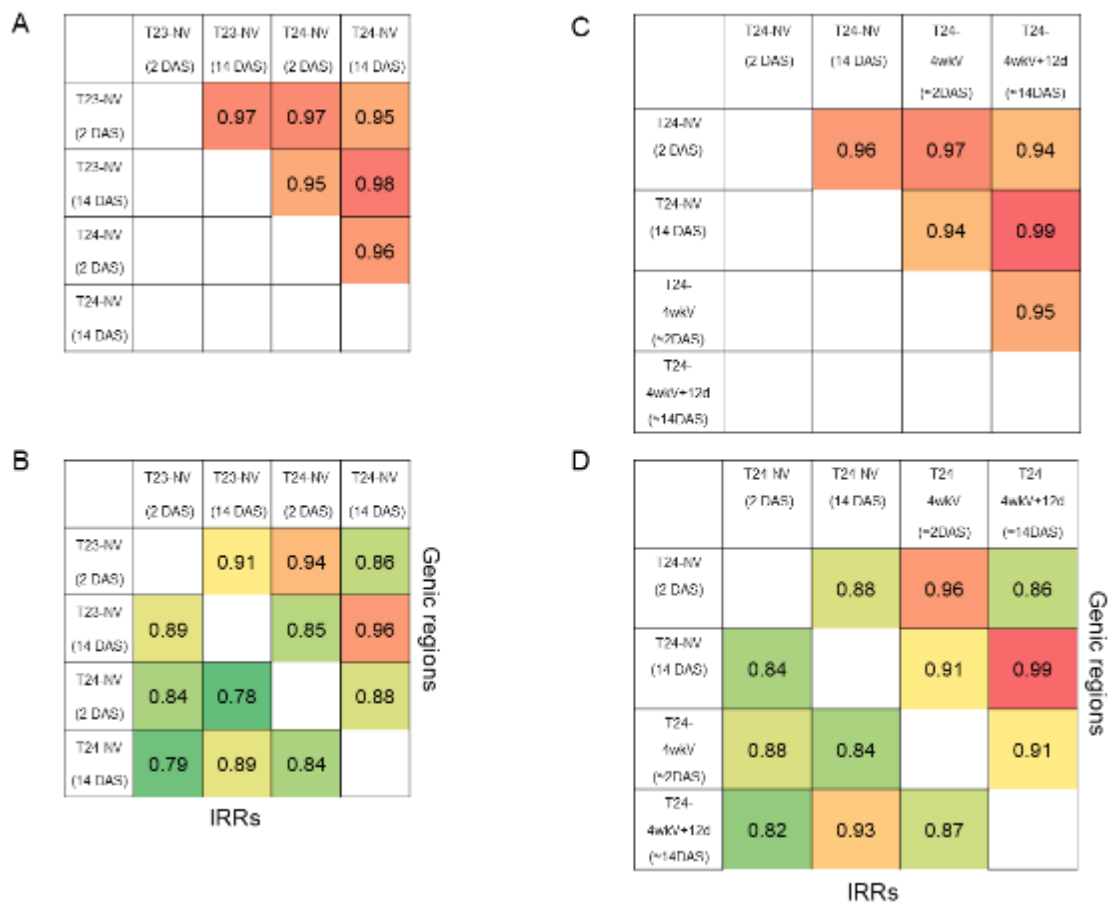 A
T23-NV T23-NV T24-NV T24-NV
(2 DAS) (14 DAS) (2 DAS) (14 DAS)
T23-NV
(2 DAS)
0.97 0.97 0.95
T23-NV
(14 DAS)
0.95 0.98
T24-NV
(2 DAS)
0.96
T24-NV
(14 DAS)
B
T23-NV T23-NV T24-NV T24-NV
(2 DAS) (14 DAS) (2 DAS) (14 DAS)
T23-NV
(2 DAS)
0.91 0.94 0.86
T23-NV
(14 DAS)
0.89 0.85 0.96
T24-NV
(2 DAS)
0.84 0.78 0.88
T24 NV
(14 DAS)
0.79 0.89 0.84
Genic regions
IRRs
C
T24-NV T24-NV T24- T24-
(2 DAS) (14 DAS) 4wkV 4wkV+12d
(≈2DAS) (≈14DAS)
T24-NV
(2 DAS)
0.96 0.97 0.94
T24-NV
(14 DAS)
0.94 0.99
T24-
4wkV
(≈2DAS)
0.95
T24-
4wkV+12d
(≈14DAS)
D
T24 NV T24 NV T24 T24
(2 DAS) (14 DAS) 4wkV 4wkV+12d
(≈2DAS) (≈14DAS)
T24-NV
(2 DAS)
0.88 0.96 0.86
T24-NV
(14 DAS)
0.84 0.91 0.99
T24-
4wkV
(≈2DAS)
0.88 0.84 0.91
T24-
4wkV+12d
(≈14DAS)
0.82 0.93 0.87
Genic regions
IRRs